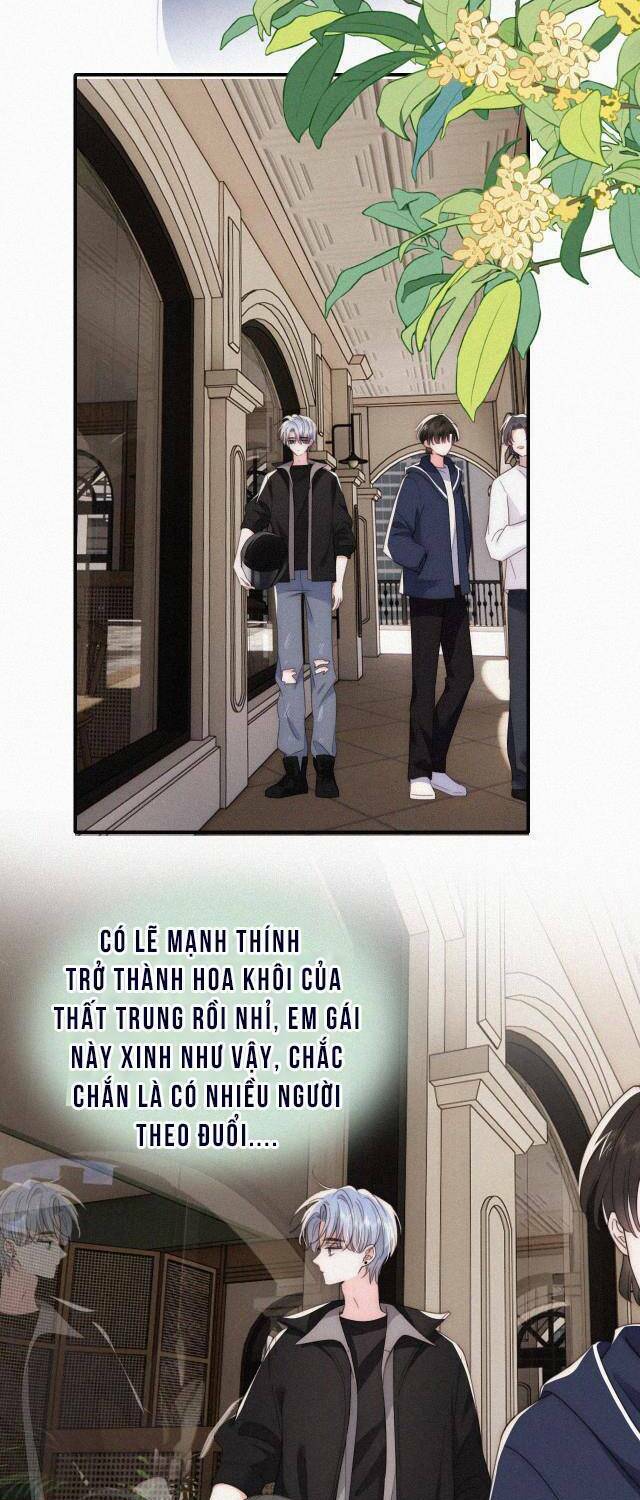 CÓ LẼ MẠNH THÍNH
TRỞ THÀNH HOA KHÔI CỦA
THẤT TRUNG RỒI NHỈ, EM GÁI
NÀY XINH NHƯ VẬY, CHẮC
CHẮN LÀ CÓ NHIỀU NGƯỜI
THEO ĐUỔI....